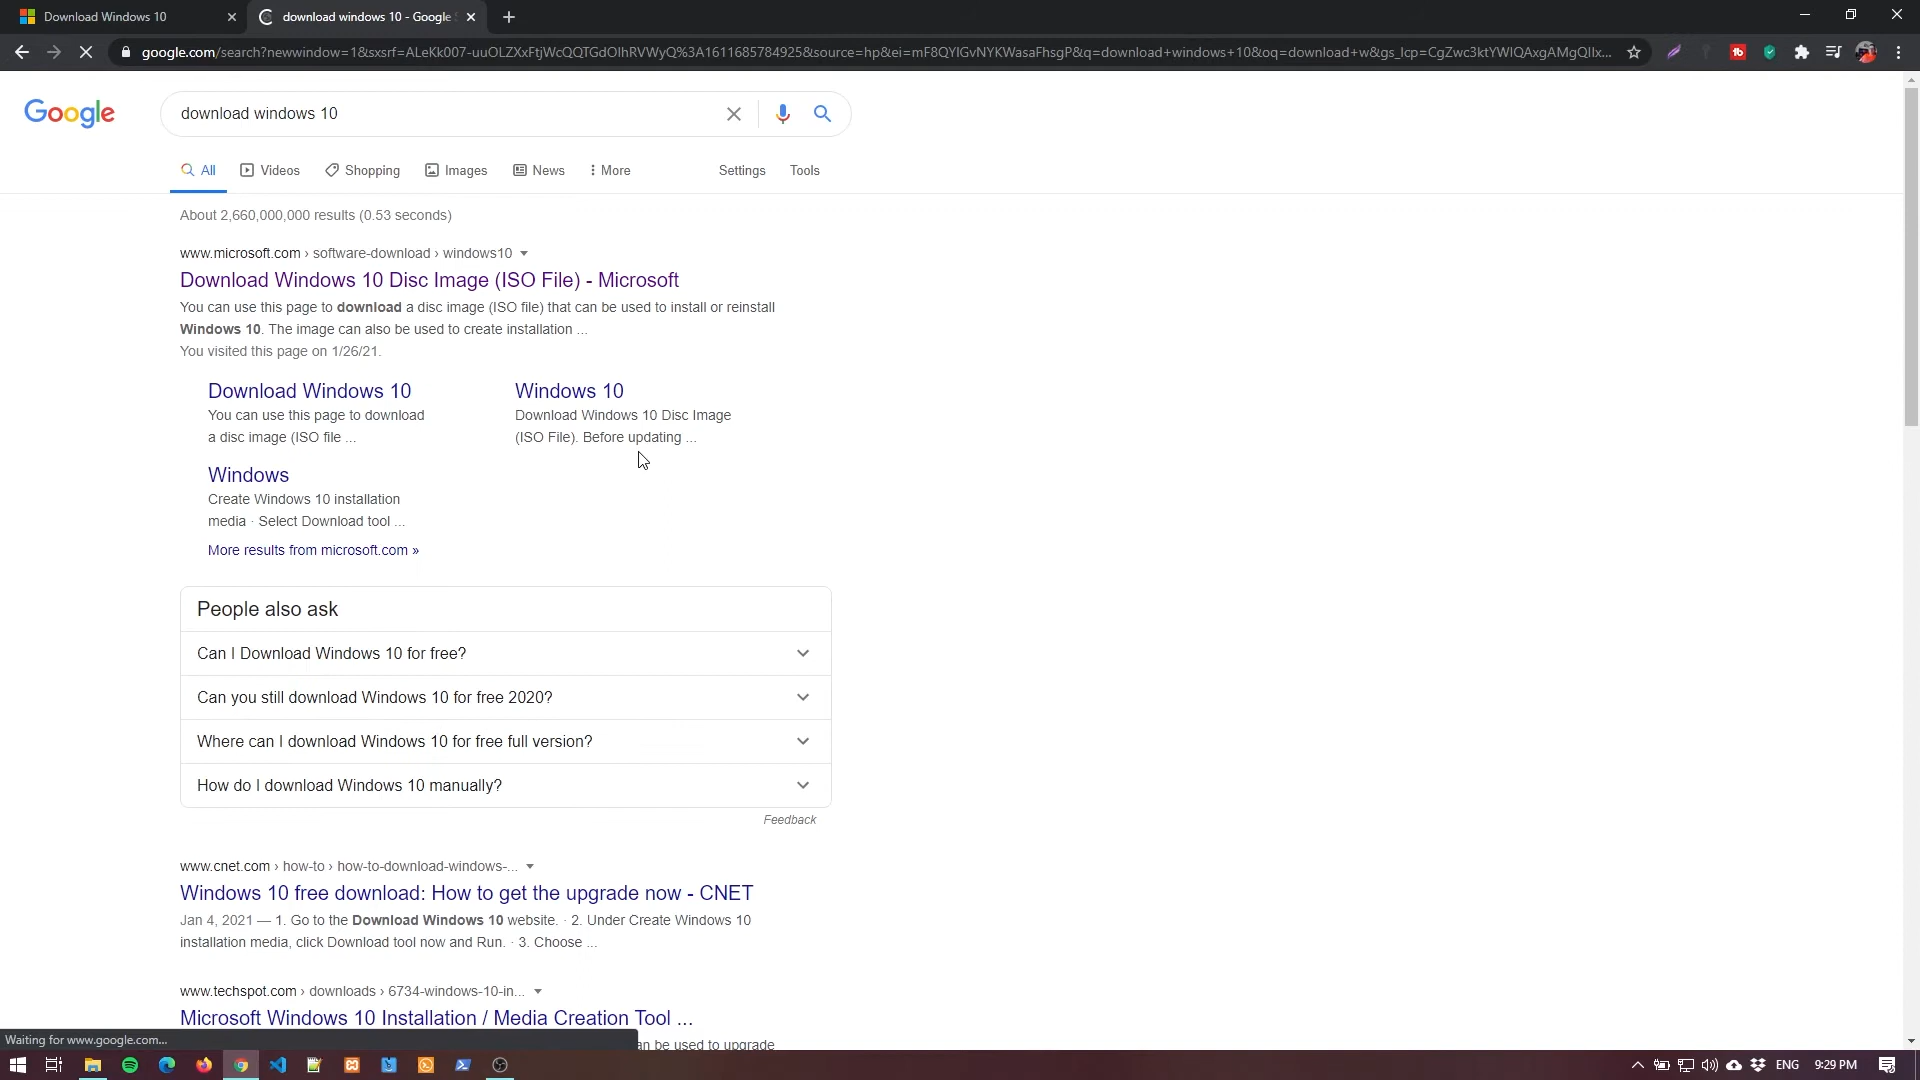 Download Windows 10
download windows 10 - Google S
google.com/search?newwindow=1&sxsrf=ALeKk007-uuOLZXxFtjWcQQTGdOlhRVWyQ%3A1611685784925&source=hp&ei=mF8QYIGvNYKWasaFhsgP&q=download+windows+10&oq=download+w&gs_lcp=CgZwc3ktYWIQAxgAMgQIIx...
Google
download windows 10
All
Videos
Shopping
Images
News
More
Settings
Tools
About 2,660,000,000 results (0.53 seconds)
www.microsoft.com › software-download › windows10
Download Windows 10 Disc Image (ISO File) - Microsoft
You can use this page to download a disc image (ISO file) that can be used to install or reinstall
Windows 10. The image can also be used to create installation ...
You visited this page on 1/26/21.
Download Windows 10
You can use this page to download
a disc image (ISO file ...
Windows 10
Download Windows 10 Disc Image
(ISO File). Before updating ...
Windows
Create Windows 10 installation
media · Select Download tool ...
More results from microsoft.com »
People also ask
Can I Download Windows 10 for free?
Can you still download Windows 10 for free 2020?
Where can I download Windows 10 for free full version?
How do I download Windows 10 manually?
Feedback
www.cnet.com › how-to › how-to-download-windows-...
Windows 10 free download: How to get the upgrade now - CNET
Jan 4, 2021 — 1. Go to the Download Windows 10 website. · 2. Under Create Windows 10
installation media, click Download tool now and Run. · 3. Choose ...
www.techspot.com › downloads › 6734-windows-10-in...
Microsoft Windows 10 Installation / Media Creation Tool ...
an be used to upgrade
Waiting for www.google.com...
ENG
9:29 PM